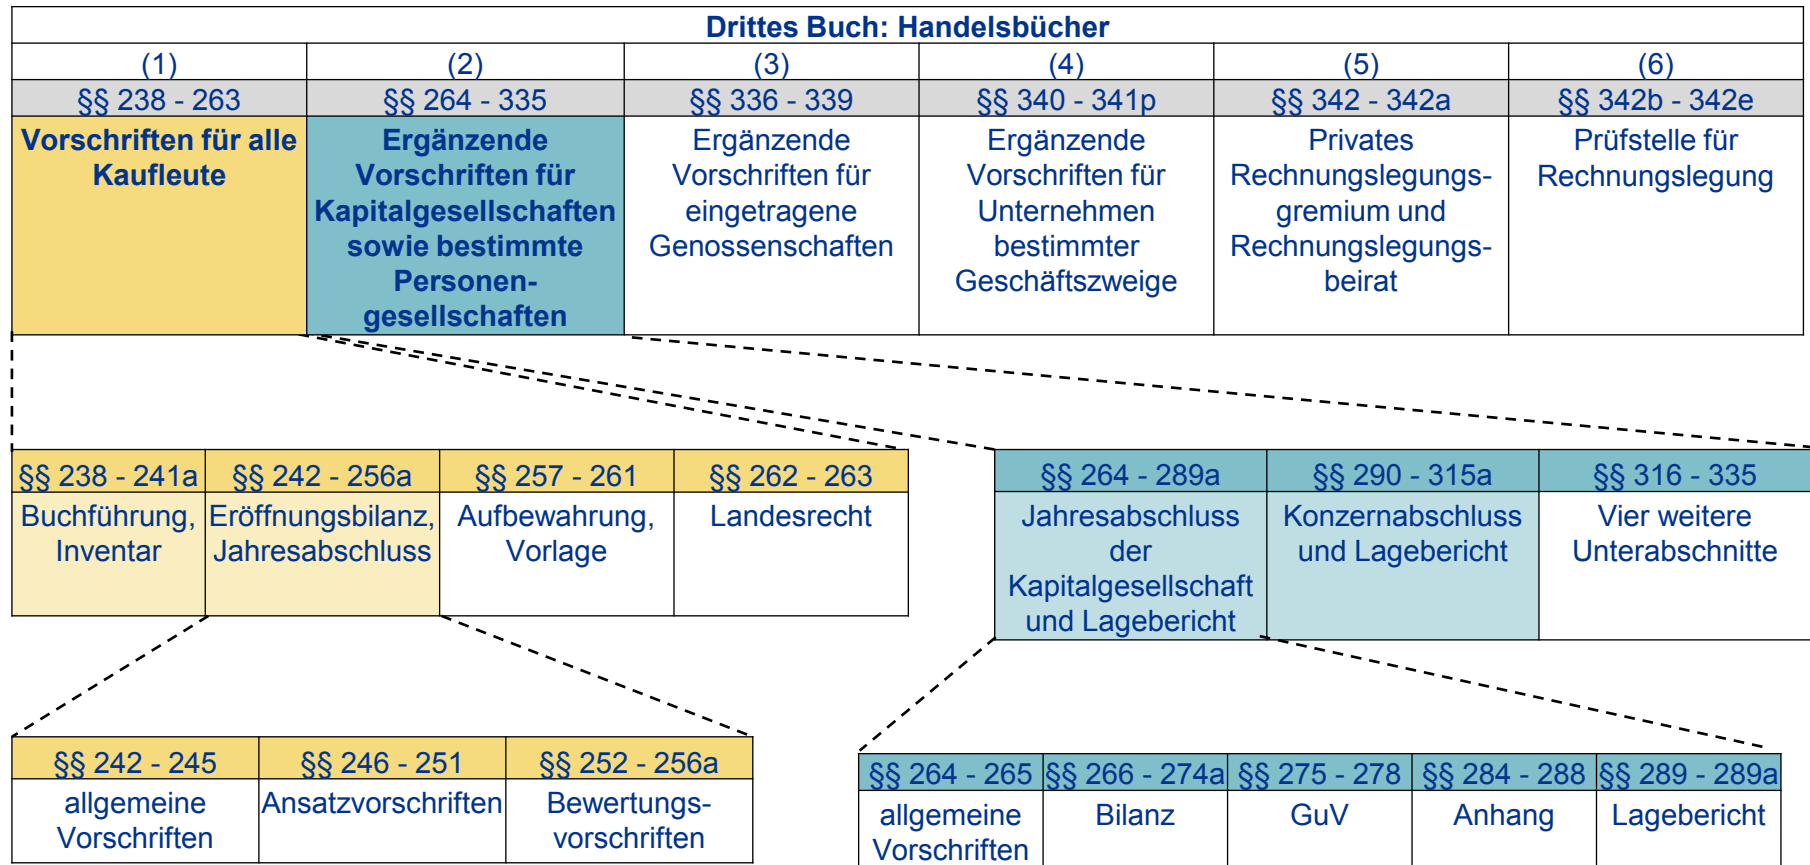 Drittes Buch: Handelsbücher
(1) (2) (3) (4) (5) (6)
§§ 238 - 263 §§ 264 - 335 §§ 336 - 339 §§ 340 - 341p §§ 342 - 342a §§ 342b - 342e
Vorschriften für alle
Kaufleute
Ergänzende
Vorschriften für
Kapitalgesellschaften
sowie bestimmte
Personen-
gesellschaften
Ergänzende
Vorschriften für
eingetragene
Genossenschaften
Ergänzende
Vorschriften für
Unternehmen
bestimmter
Geschäftszweige
Privates
Rechnungslegungs-
gremium und
Rechnungslegungs-
beirat
Prüfstelle für
Rechnungslegung
§§ 238 - 241a §§ 242 - 256a §§ 257 - 261 §§ 262 - 263
Buchführung,
Inventar
Eröffnungsbilanz,
Jahresabschluss
Aufbewahrung,
Vorlage
Landesrecht
§§ 264 - 289a §§ 290 - 315a §§ 316 - 335
Jahresabschluss
der
Kapitalgesellschaft
und Lagebericht
Konzernabschluss
und Lagebericht
Vier weitere
Unterabschnitte
§§ 242 - 245 §§ 246 - 251 §§ 252 - 256a
allgemeine
Vorschriften
Ansatzvorschriften
Bewertungs-
vorschriften
§§ 264 - 265 §§ 266 - 274a §§ 275 - 278 §§ 284 - 288 §§ 289 - 289a
allgemeine
Vorschriften
Bilanz
GuV
Anhang
Lagebericht